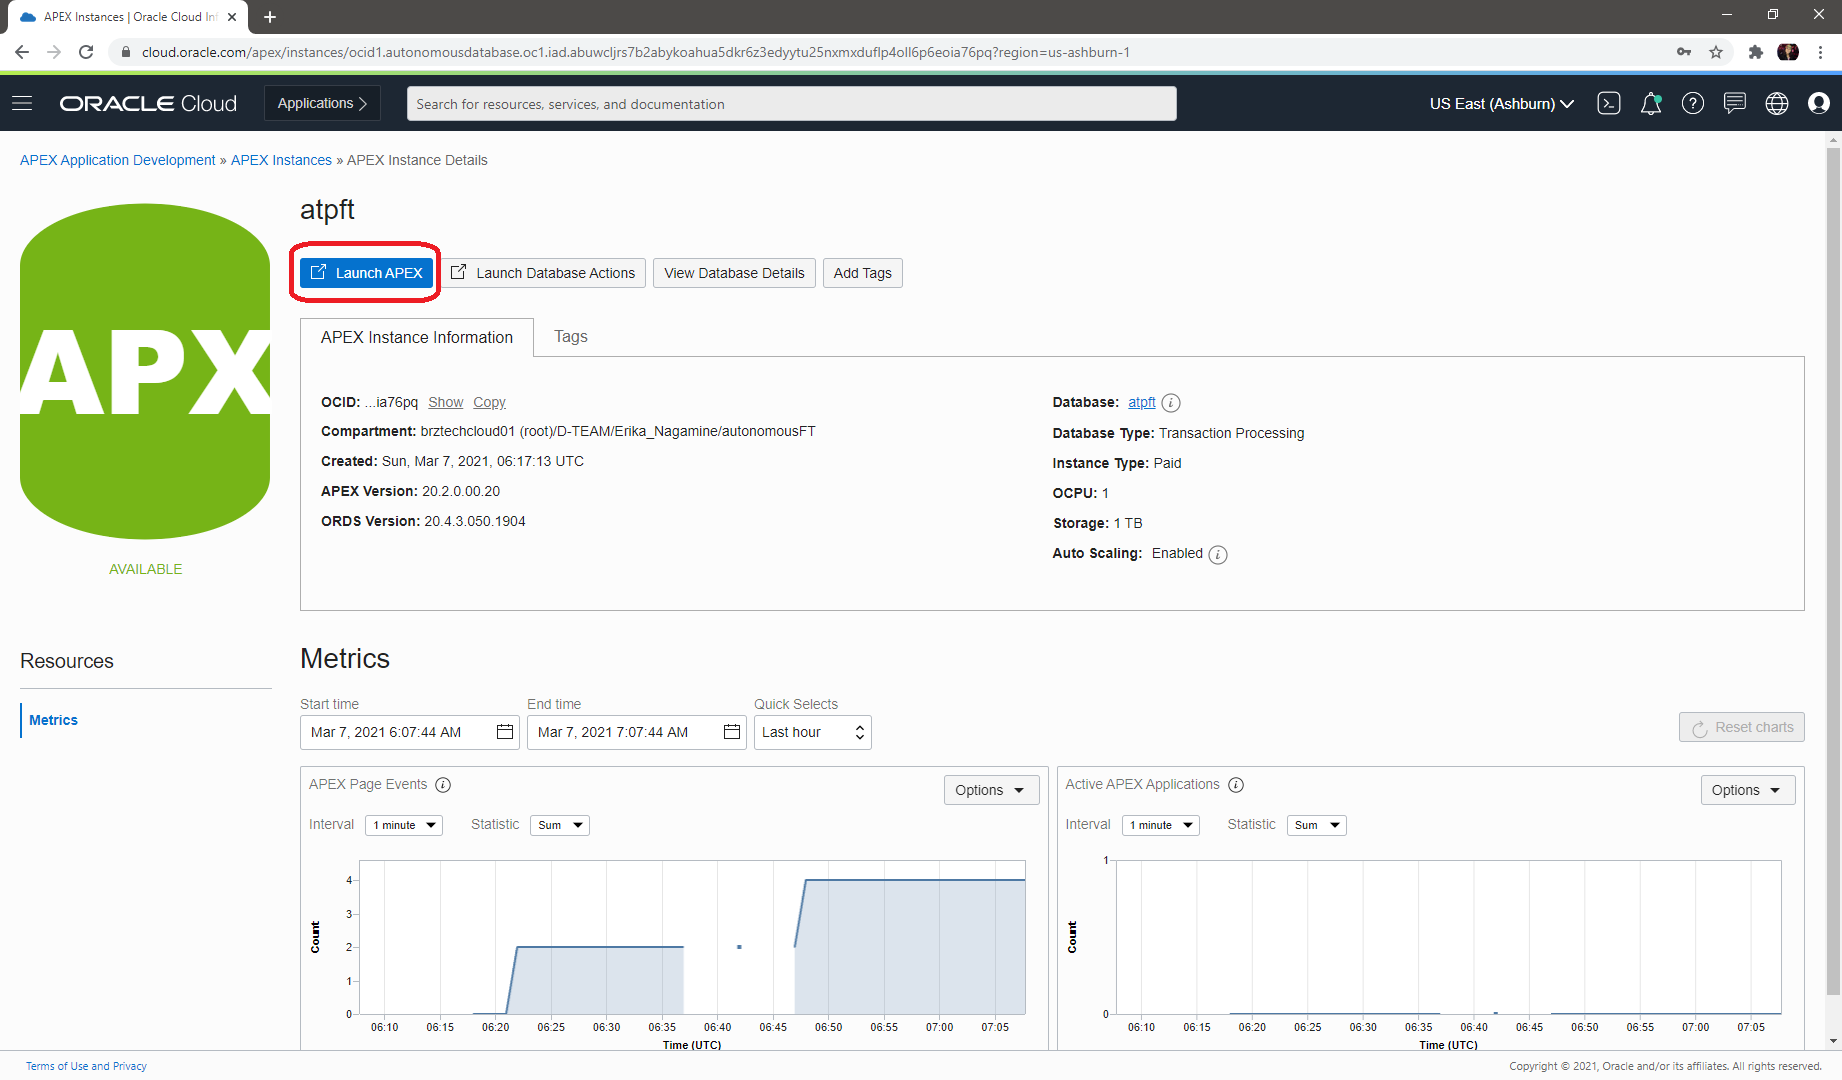 APEX Instances | Oracle Cloud Inf
cloud.oracle.com/apex/instances/ocid1.autonomousdatabase.oc1.iad.abuwcljrs7b2abykoahua5dkr6z3edyytu25nxmxduflp4oll6p6eoia76pq?region=us-ashburn-1
ORACLE Cloud
Applications
Search for resources, services, and documentation
US East (Ashburn)
APEX Application Development » APEX Instances » APEX Instance Details
APX
AVAILABLE
atpft
Launch APEX
Launch Database Actions
View Database Details
Add Tags
APEX Instance Information
Tags
OCID: ...ia76pq Show Copy
Compartment: brztechcloud01 (root)/D-TEAM/Erika_Nagamine/autonomousFT
Created: Sun, Mar 7, 2021, 06:17:13 UTC
APEX Version: 20.2.0.00.20
ORDS Version: 20.4.3.050.1904
Database: atpft
Database Type: Transaction Processing
Instance Type: Paid
OCPU: 1
Storage: 1 TB
Auto Scaling: Enabled
Resources
Metrics
Metrics
Start time
Mar 7, 2021 6:07:44 AM
End time
Mar 7, 2021 7:07:44 AM
Quick Selects
Last hour
Reset charts
APEX Page Events
Options
Interval 1 minute Statistic Sum
Count
4
3
2
1
0
06:10 06:15 06:20 06:25 06:30 06:35 06:40 06:45 06:50 06:55 07:00 07:05
Time (UTC)
Active APEX Applications
Options
Interval 1 minute Statistic Sum
Count
1
0
06:10 06:15 06:20 06:25 06:30 06:35 06:40 06:45 06:50 06:55 07:00 07:05
Time (UTC)
Terms of Use and Privacy
Copyright © 2021, Oracle and/or its affiliates. All rights reserved.